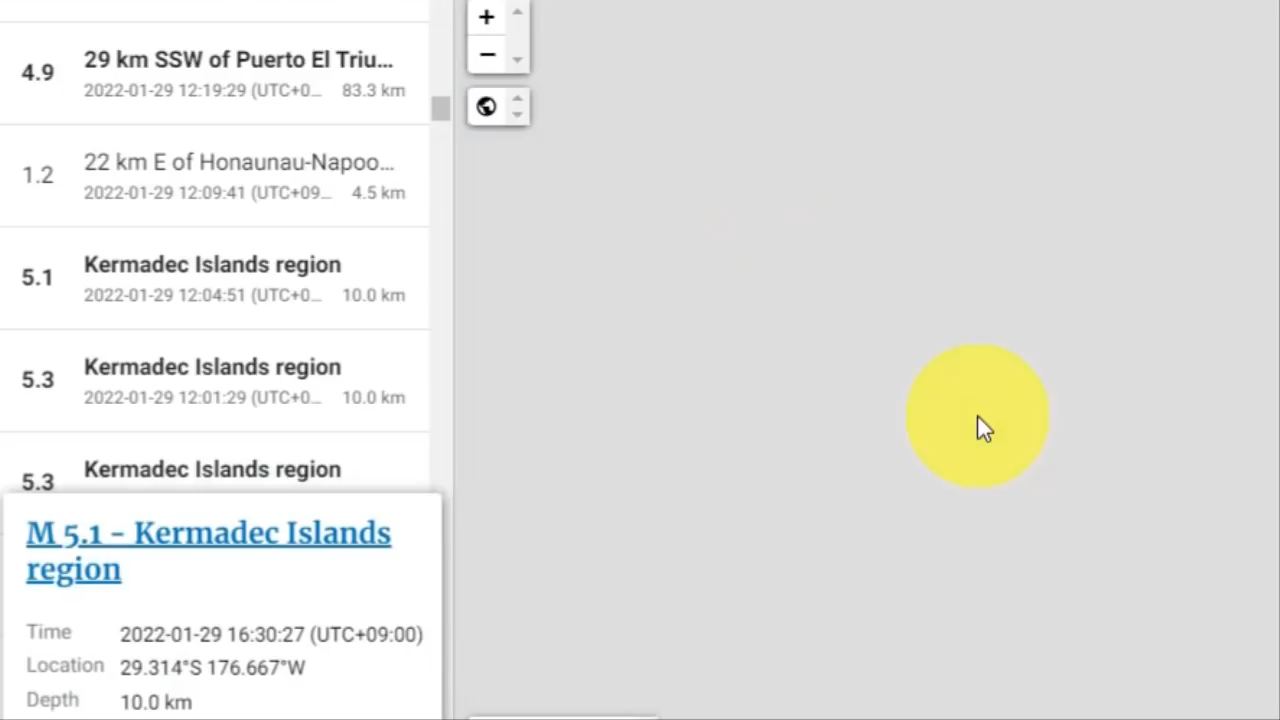 4.9
29 km SSW of Puerto El Triu...
2022-01-29 12:19:29 (UTC+0... 83.3 km
1.2
22 km E of Honaunau-Napoo...
2022-01-29 12:09:41 (UTC+09... 4.5 km
5.1
Kermadec Islands region
2022-01-29 12:04:51 (UTC+0... 10.0 km
5.3
Kermadec Islands region
2022-01-29 12:01:29 (UTC+0... 10.0 km
5.3
Kermadec Islands region
M 5.1 - Kermadec Islands
region
Time 2022-01-29 16:30:27 (UTC+09:00)
Location 29.314°S 176.667°W
Depth 10.0 km
+
−